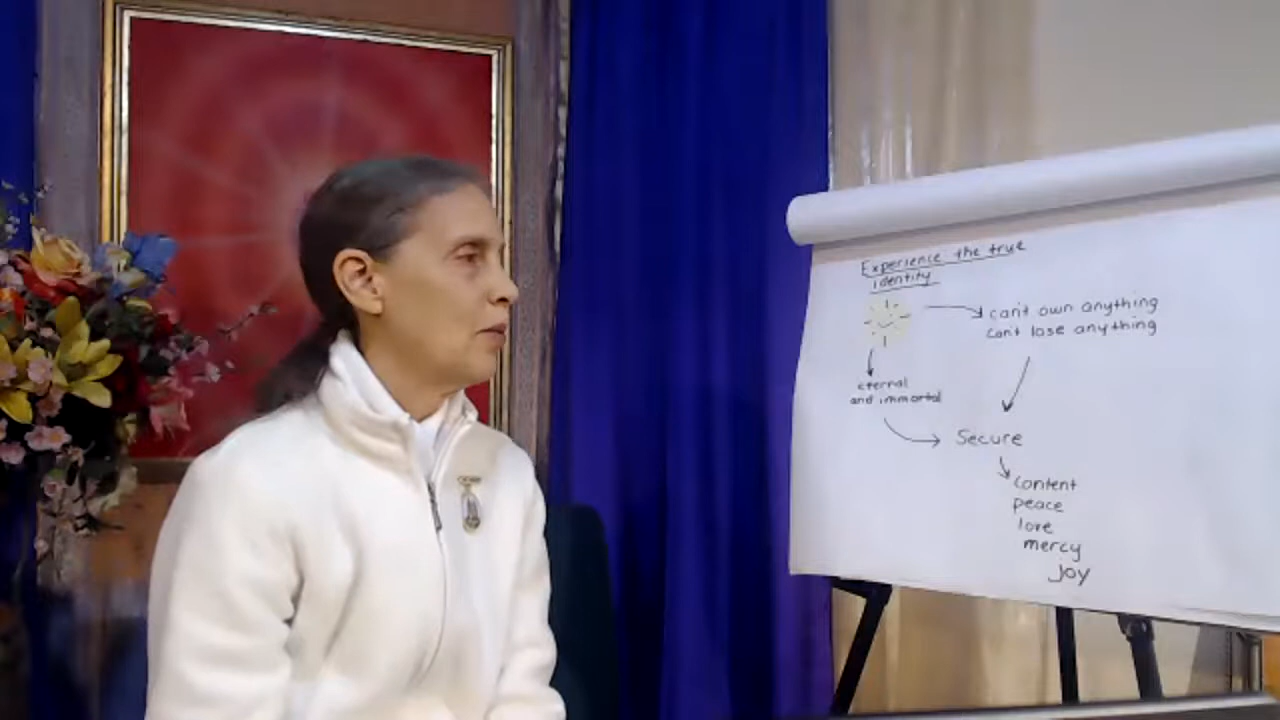 Experience the true
identity
can't own anything
can't lose anything
eternal
and immortal
Secure
content
peace
love
mercy
joy